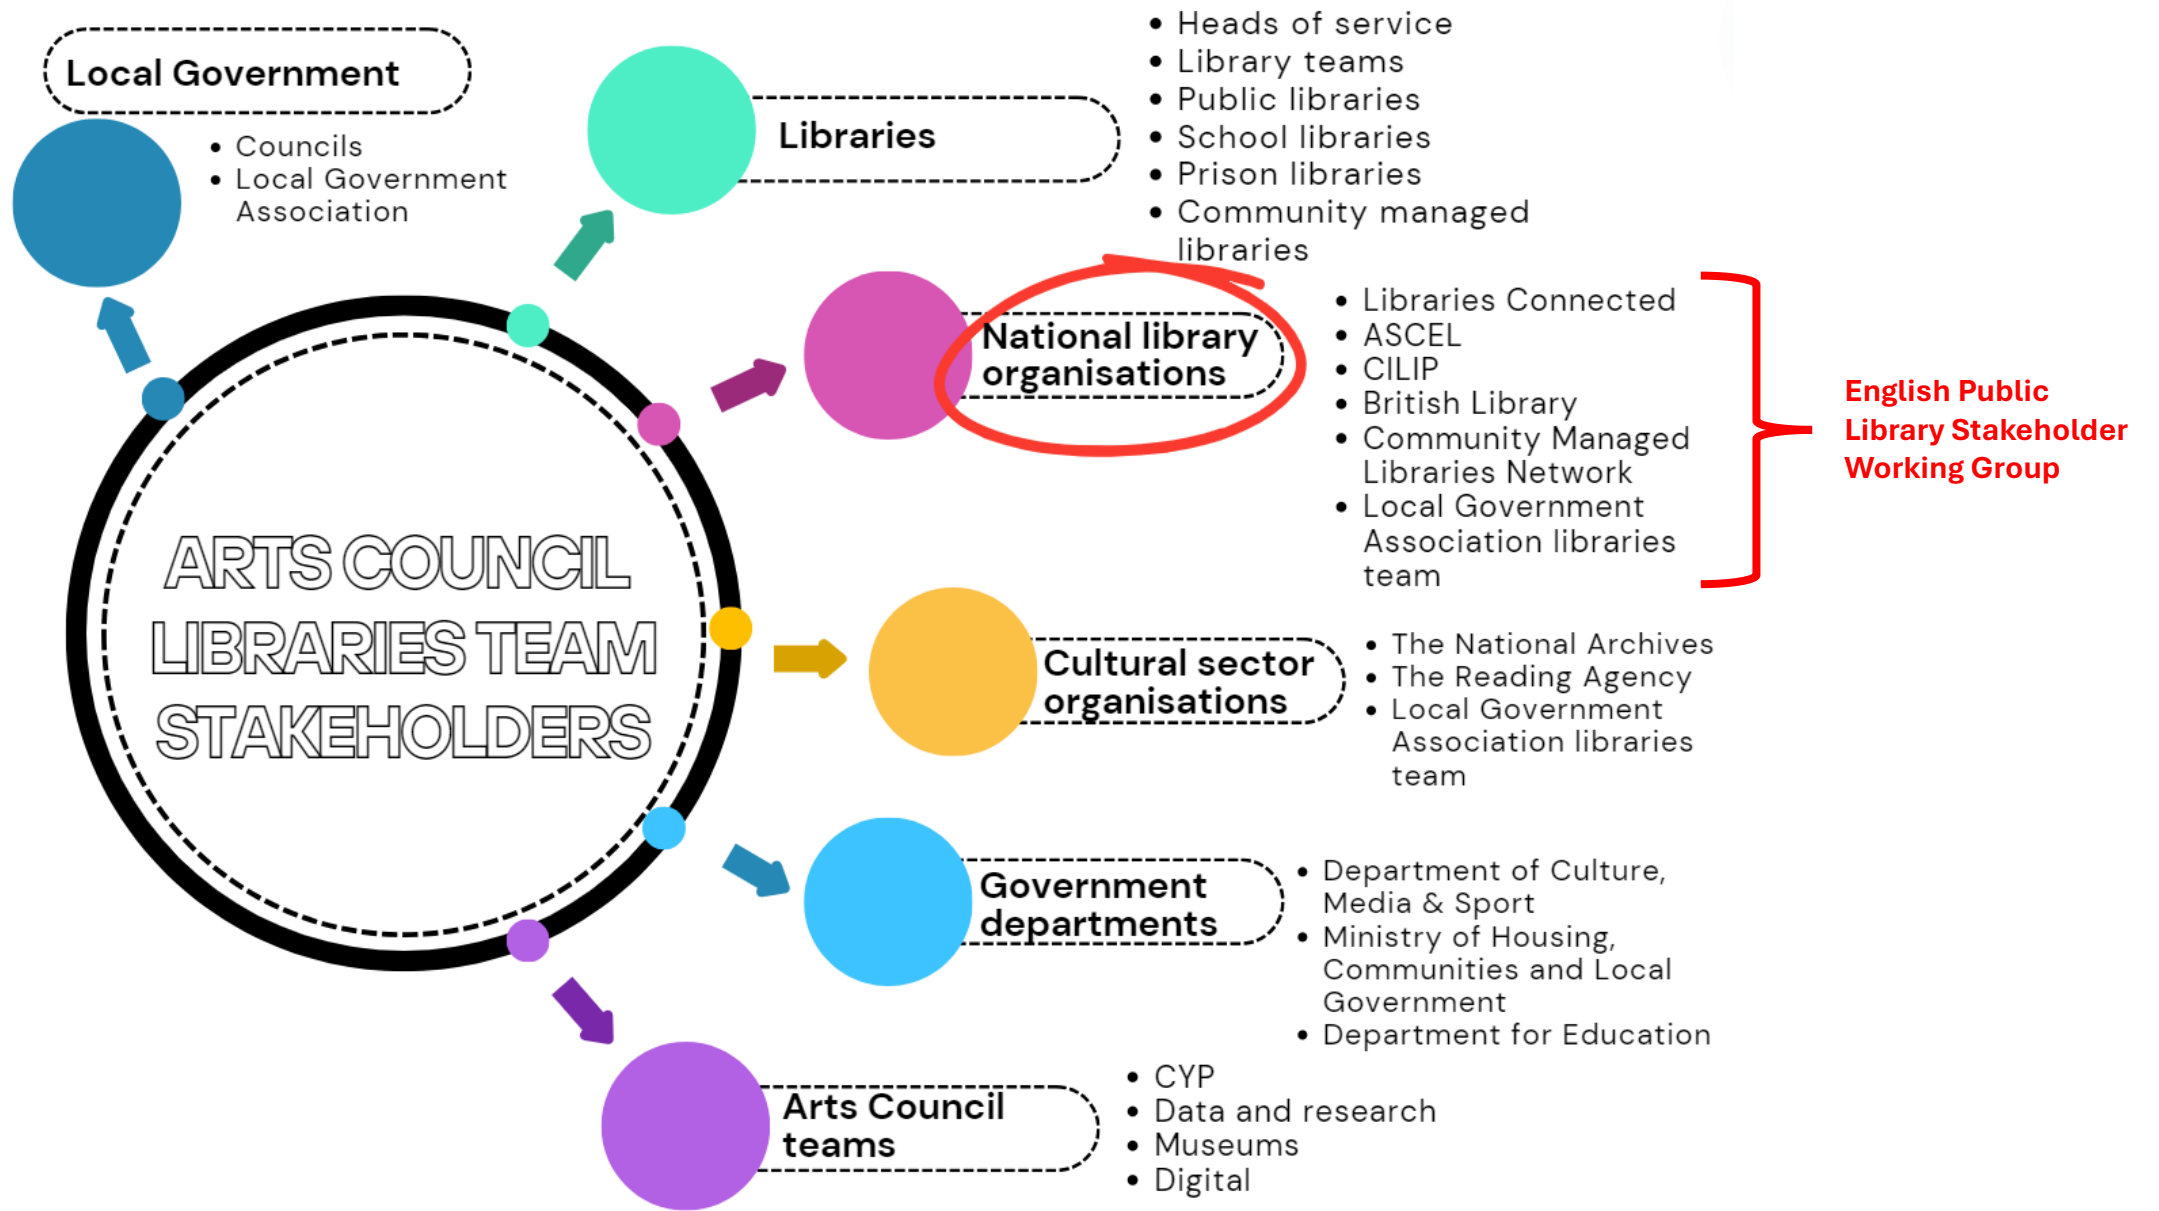 Local Government
• Councils
• Local Government
Association
Libraries
• Heads of service
• Library teams
• Public libraries
• School libraries
• Prison libraries
• Community managed
libraries
National library
organisations
• Libraries Connected
• ASCEL
• CILIP
• British Library
• Community Managed
Libraries Network
• Local Government
Association libraries
team
English Public
Library Stakeholder
Working Group
ARTS COUNCIL
LIBRARIES TEAM
STAKEHOLDERS
Cultural sector
organisations
• The National Archives
• The Reading Agency
• Local Government
Association libraries
team
Government
departments
• Department of Culture,
Media & Sport
• Ministry of Housing,
Communities and Local
Government
• Department for Education
Arts Council
teams
• CYP
• Data and research
• Museums
• Digital